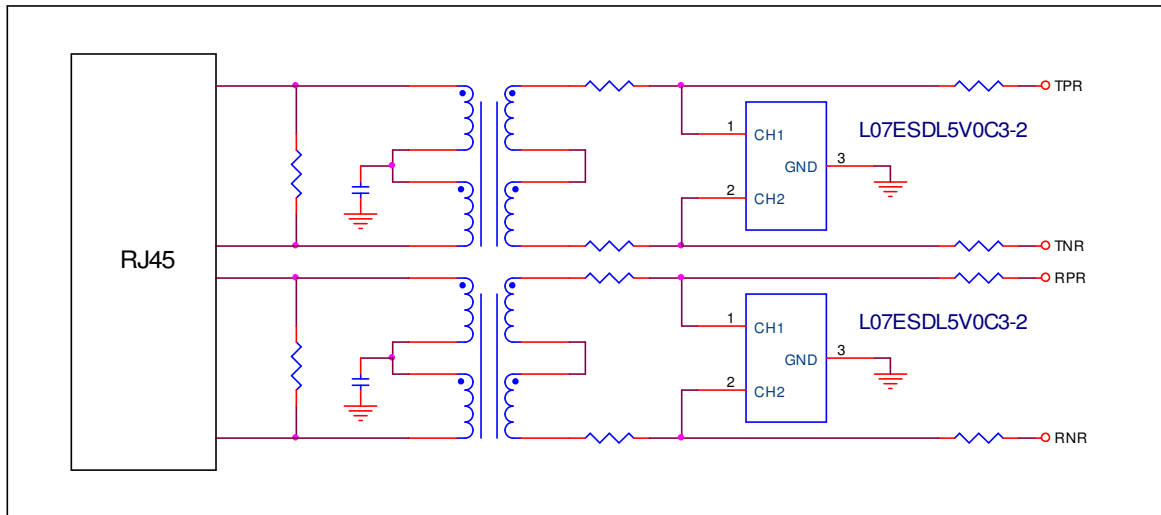 TPR
1
CH1
L07ESDL5V0C3-2
GND
3
2
CH2
RJ45
TNR
RPR
1
CH1
L07ESDL5V0C3-2
GND
3
2
CH2
RNR